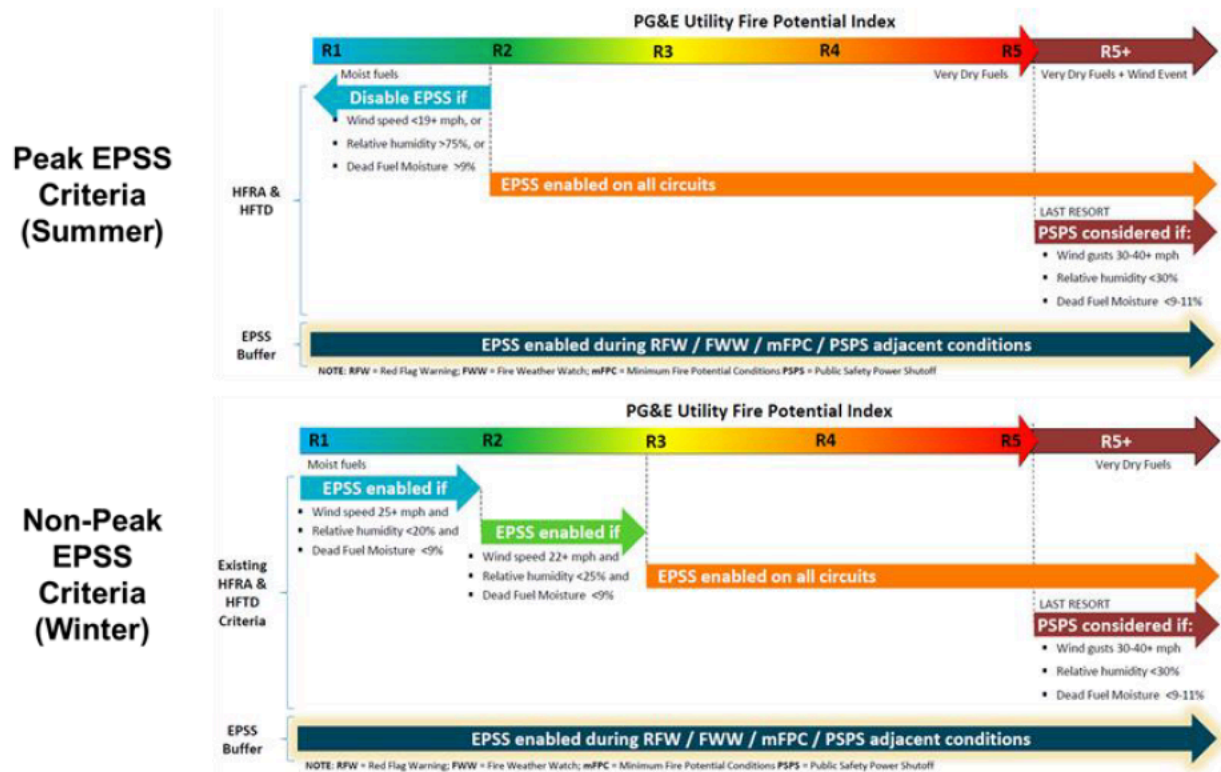 PG&E Utility Fire Potential Index
R1 R2 R3 R4 R5 R5+
Moist fuels
Very Dry Fuels
Very Dry Fuels + Wind Event
Disable EPSS if
▪ Wind speed <19+ mph, or
▪ Relative humidity >75%, or
▪ Dead Fuel Moisture >9%
Peak EPSS
Criteria
(Summer)
HFRA &
HFTD
EPSS enabled on all circuits
LAST RESORT
PSPS considered if:
▪ Wind gusts 30-40+ mph
▪ Relative humidity <30%
▪ Dead Fuel Moisture <9-11%
EPSS
Buffer
EPSS enabled during RFW / FWW / mFPC / PSPS adjacent conditions
NOTE: RFW = Red Flag Warning; FWW = Fire Weather Watch; mFPC = Minimum Fire Potential Conditions PSPS = Public Safety Power Shutoff
PG&E Utility Fire Potential Index
R1 R2 R3 R4 R5 R5+
Moist fuels
Very Dry Fuels
EPSS enabled if
▪ Wind speed 25+ mph and
▪ Relative humidity <20% and
▪ Dead Fuel Moisture <9%
EPSS enabled if
▪ Wind speed 22+ mph and
▪ Relative humidity <25% and
▪ Dead Fuel Moisture <9%
Non-Peak
EPSS
Criteria
(Winter)
Existing
HFRA &
HFTD
Criteria
EPSS enabled on all circuits
LAST RESORT
PSPS considered if:
▪ Wind gusts 30-40+ mph
▪ Relative humidity <30%
▪ Dead Fuel Moisture <9-11%
EPSS
Buffer
EPSS enabled during RFW / FWW / mFPC / PSPS adjacent conditions
NOTE: RFW = Red Flag Warning; FWW = Fire Weather Watch; mFPC = Minimum Fire Potential Conditions PSPS = Public Safety Power Shutoff